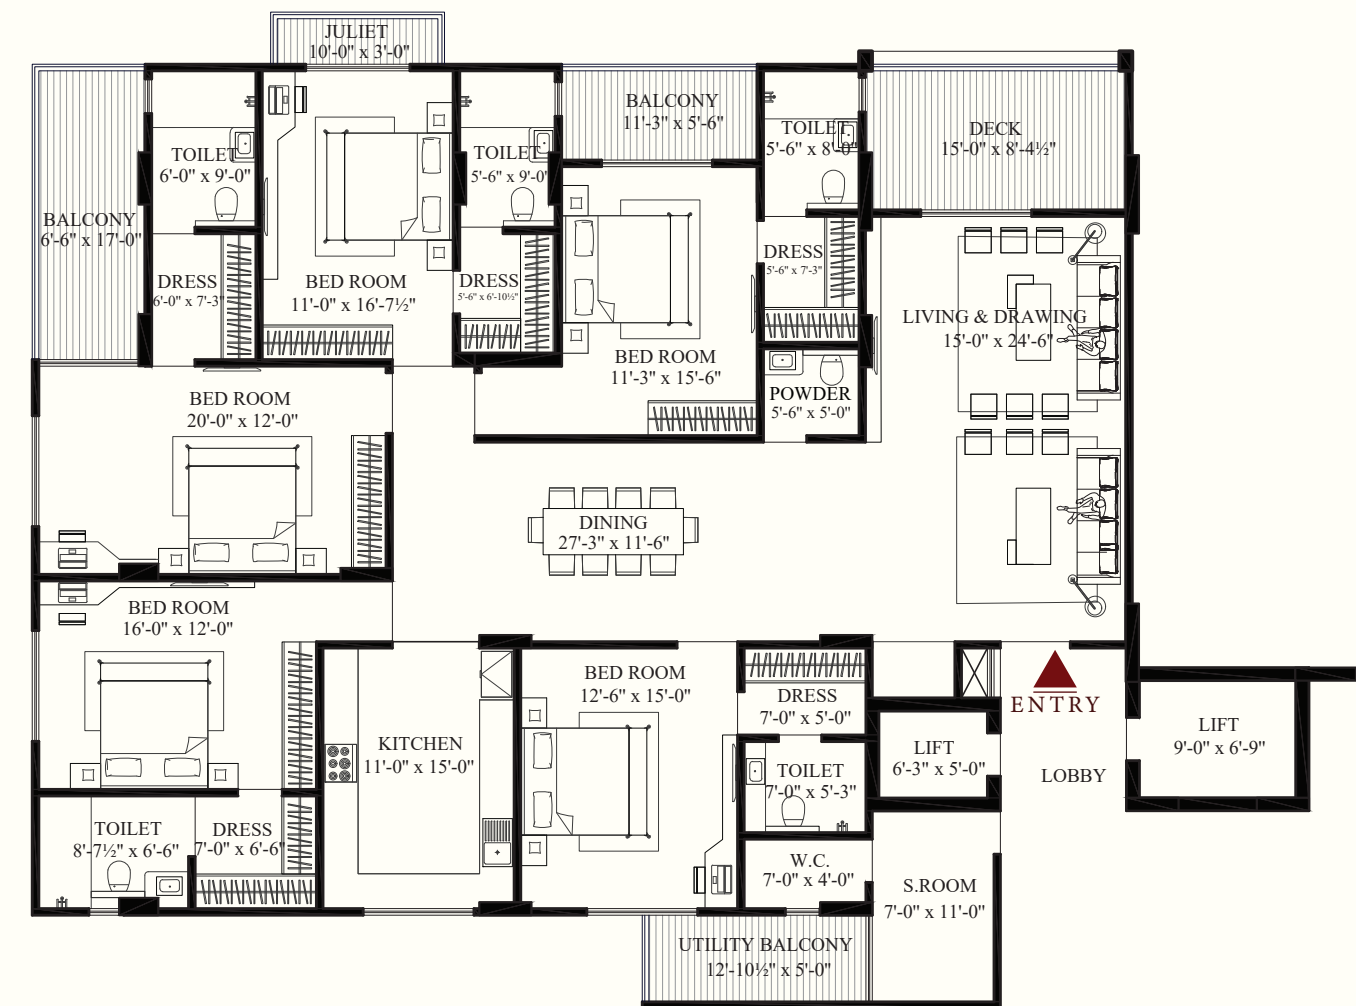 JULIET
10'-0" x 3'-0"
BALCONY
11'-3" x 5'-6"
TOILET
5'-6" x 8'-0"
DECK
15'-0" x 8'-4½"
TOILET
6'-0" x 9'-0"
TOILET
5'-6" x 9'-0"
BALCONY
6'-6" x 17'-0"
DRESS
6'-0" x 7'-3"
BED ROOM
11'-0" x 16'-7½"
DRESS
5'-6" x 6'-10½"
DRESS
5'-6" x 7'-3"
LIVING & DRAWING
15'-0" x 24'-6"
BED ROOM
11'-3" x 15'-6"
POWDER
5'-6" x 5'-0"
BED ROOM
20'-0" x 12'-0"
DINING
27'-3" x 11'-6"
BED ROOM
16'-0" x 12'-0"
BED ROOM
12'-6" x 15'-0"
DRESS
7'-0" x 5'-0"
ENTRY
LIFT
9'-0" x 6'-9"
KITCHEN
11'-0" x 15'-0"
LIFT
6'-3" x 5'-0"
LOBBY
TOILET
7'-0" x 5'-3"
TOILET
8'-7½" x 6'-6"
DRESS
7'-0" x 6'-6"
W.C.
7'-0" x 4'-0"
S.ROOM
7'-0" x 11'-0"
UTILITY BALCONY
12'-10½" x 5'-0"